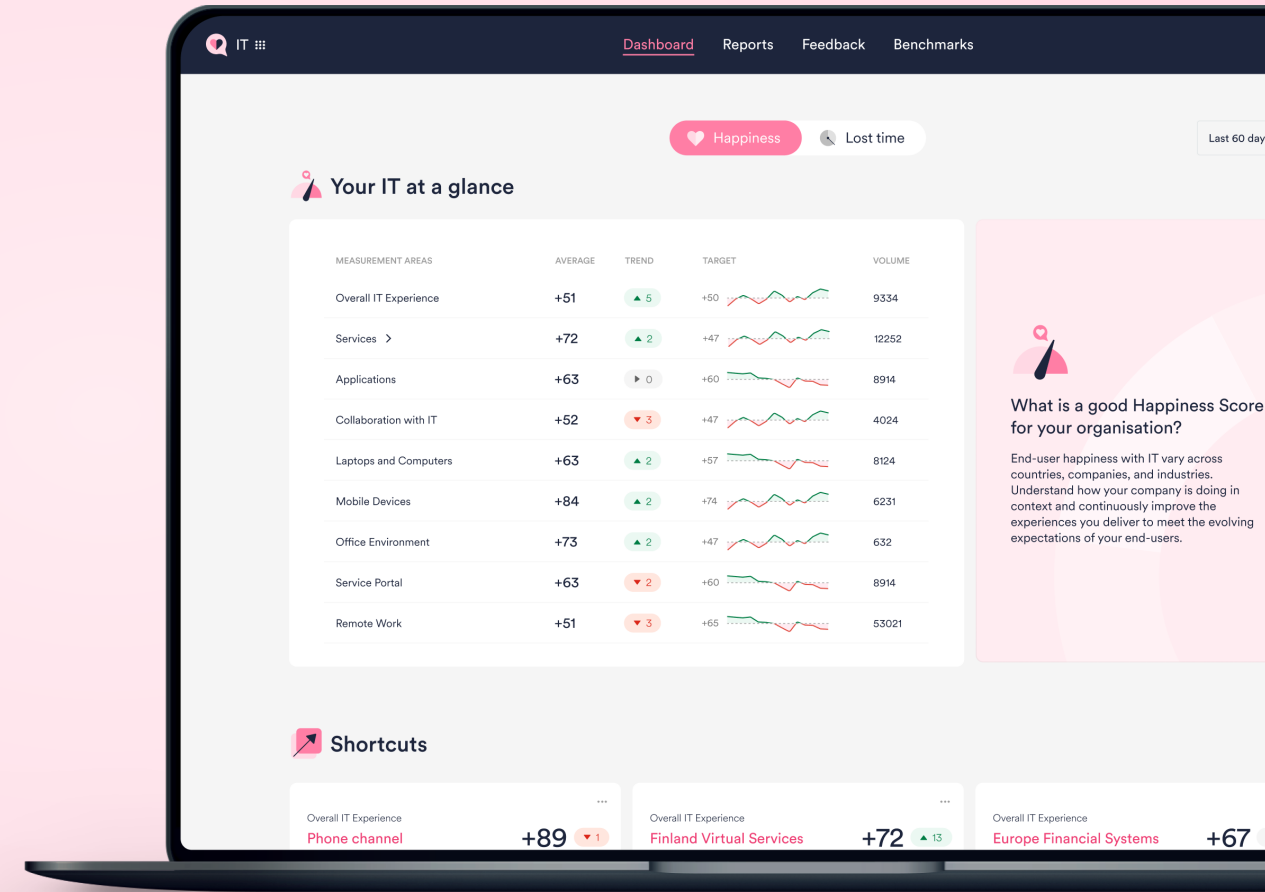 IT
Dashboard Reports Feedback Benchmarks
Happiness Lost time
Last 60 day
Your IT at a glance
MEASUREMENT AREAS AVERAGE TREND TARGET VOLUME
Overall IT Experience +51 5 +50 9334
Services +72 2 +47 12252
Applications +63 0 +60 8914
Collaboration with IT +52 3 +47 4024
Laptops and Computers +63 2 +57 8124
Mobile Devices +84 2 +74 6231
Office Environment +73 2 +47 632
Service Portal +63 2 +60 8914
Remote Work +51 3 +65 53021
What is a good Happiness Score
for your organisation?
End-user happiness with IT vary across
countries, companies, and industries.
Understand how your company is doing in
context and continuously improve the
experiences you deliver to meet the evolving
expectations of your end-users.
Shortcuts
Overall IT Experience
Phone channel +89 1
Overall IT Experience
Finland Virtual Services +72 13
Overall IT Experience
Europe Financial Systems +67